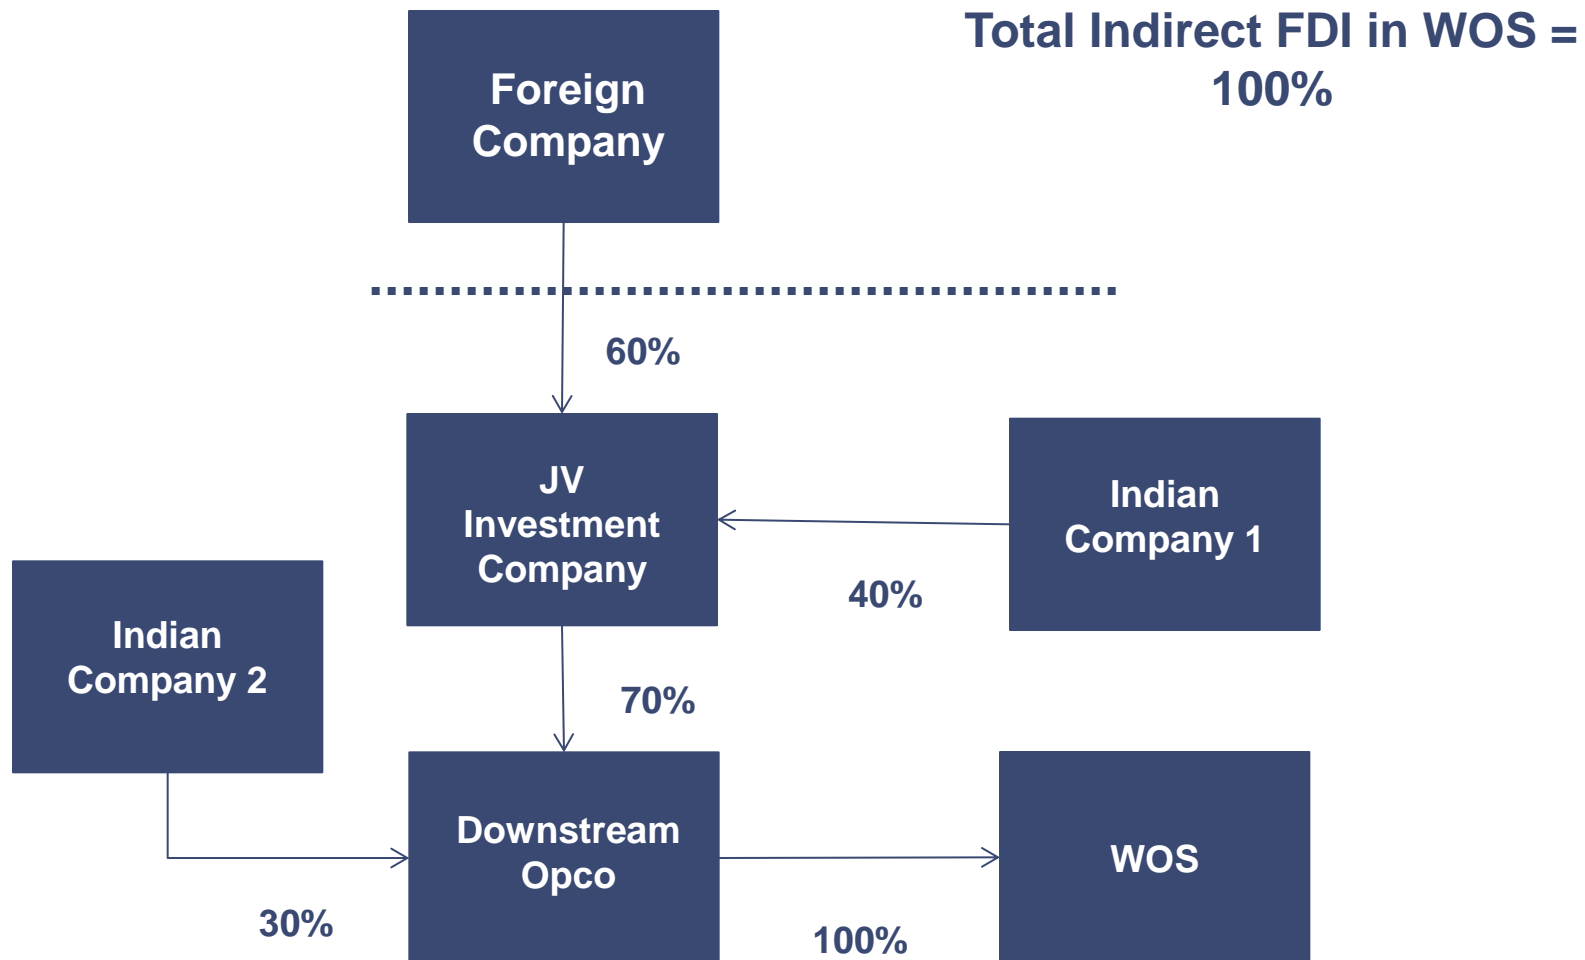 Total Indirect FDI in WOS =
100%
Foreign
Company
60%
JV
Investment
Company
Indian
Company 1
40%
Indian
Company 2
70%
Downstream
Opco
WOS
30%
100%